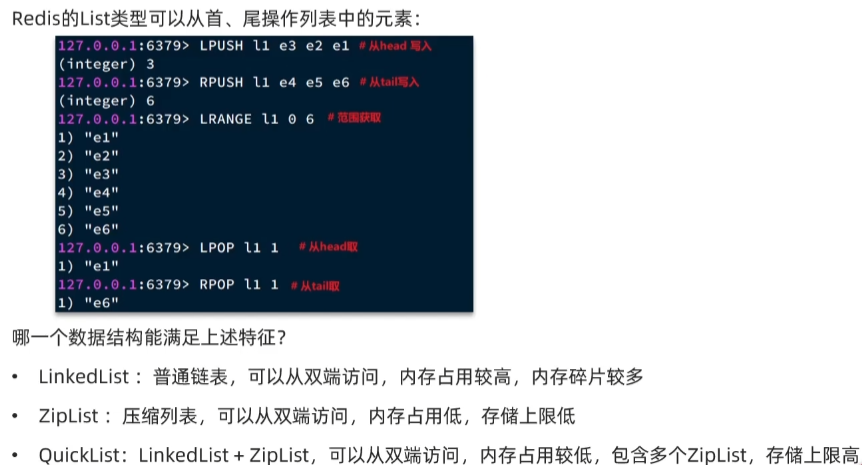 Redis的List类型可以从首、尾操作列表中的元素：
127.0.0.1:6379> LPUSH l1 e3 e2 e1 # 从head 写入
(integer) 3
127.0.0.1:6379> RPUSH l1 e4 e5 e6 # 从tail写入
(integer) 6
127.0.0.1:6379> LRANGE l1 0 6 # 范围获取
1) "e1"
2) "e2"
3) "e3"
4) "e4"
5) "e5"
6) "e6"
127.0.0.1:6379> LPOP l1 1 # 从head取
1) "e1"
127.0.0.1:6379> RPOP l1 1 # 从tail取
1) "e6"
哪一个数据结构能满足上述特征？
• LinkedList ：普通链表，可以从双端访问，内存占用较高，内存碎片较多
• ZipList ：压缩列表，可以从双端访问，内存占用低，存储上限低
• QuickList：LinkedList + ZipList，可以从双端访问，内存占用较低，包含多个ZipList，存储上限高